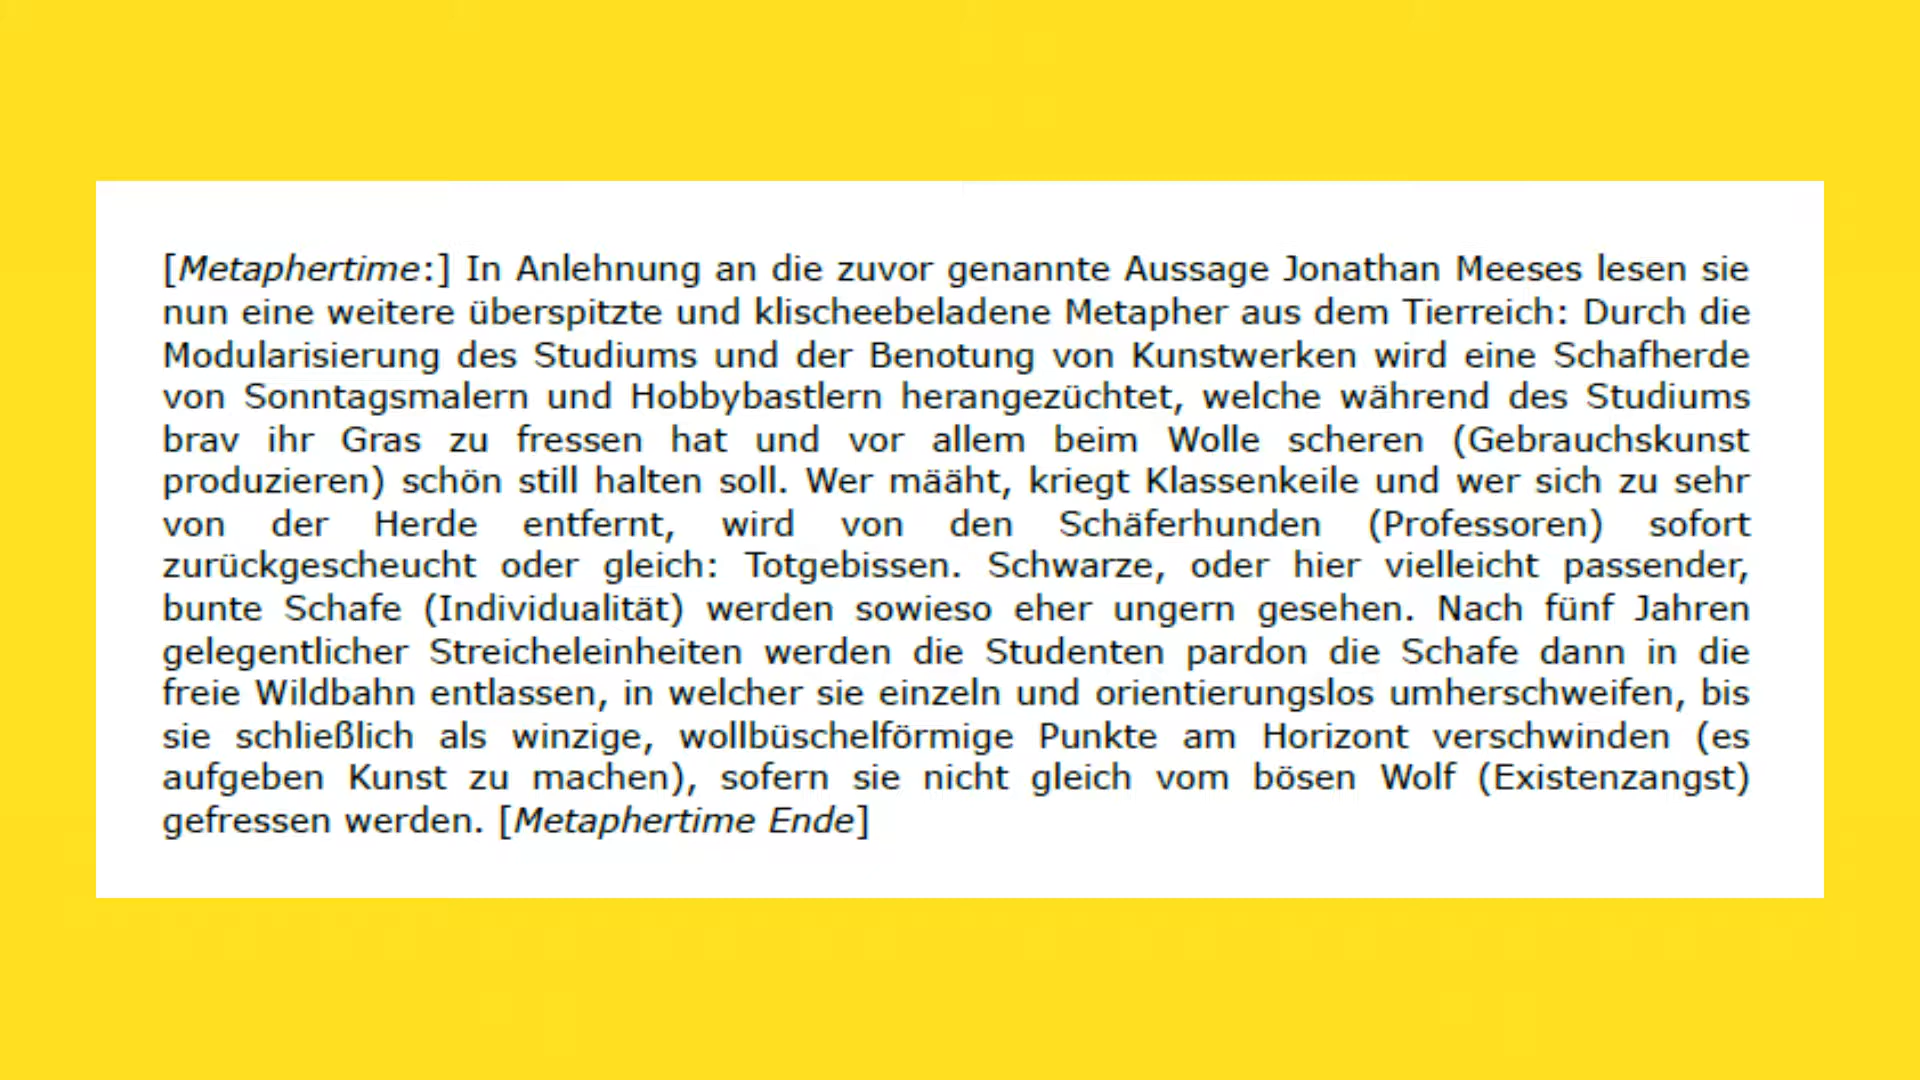 [Metaphertime:] In Anlehnung an die zuvor genannte Aussage Jonathan Meeses lesen sie
nun eine weitere überspitzte und klischeebeladene Metapher aus dem Tierreich: Durch die
Modularisierung des Studiums und der Benotung von Kunstwerken wird eine Schafherde
von Sonntagsmalern und Hobbybastlern herangezüchtet, welche während des Studiums
brav ihr Gras zu fressen hat und vor allem beim Wolle scheren (Gebrauchskunst
produzieren) schön still halten soll. Wer määht, kriegt Klassenkeile und wer sich zu sehr
von der Herde entfernt, wird von den Schäferhunden (Professoren) sofort
zurückgescheucht oder gleich: Totgebissen. Schwarze, oder hier vielleicht passender,
bunte Schafe (Individualität) werden sowieso eher ungern gesehen. Nach fünf Jahren
gelegentlicher Streicheleinheiten werden die Studenten pardon die Schafe dann in die
freie Wildbahn entlassen, in welcher sie einzeln und orientierungslos umherschweifen, bis
sie schließlich als winzige, wollbüschelförmige Punkte am Horizont verschwinden (es
aufgeben Kunst zu machen), sofern sie nicht gleich vom bösen Wolf (Existenzangst)
gefressen werden. [Metaphertime Ende]